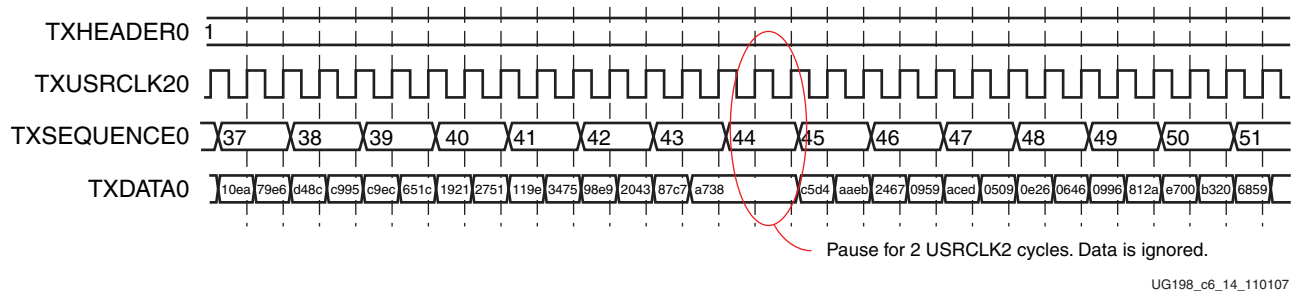 TXHEADER0 1
TXUSRCLK20
TXSEQUENCE0 37 38 39 40 41 42 43 44 45 46 47 48 49 50 51
TXDATA0 10ea 79e6 d48c c995 c9ec 651c 1921 2751 119e 3475 98e9 2043 87c7 a738 c5d4 aaeb 2467 0959 aced 0509 0e26 0646 0996 812a e700 b320 6859
Pause for 2 USRCLK2 cycles. Data is ignored.
UG198_c6_14_110107